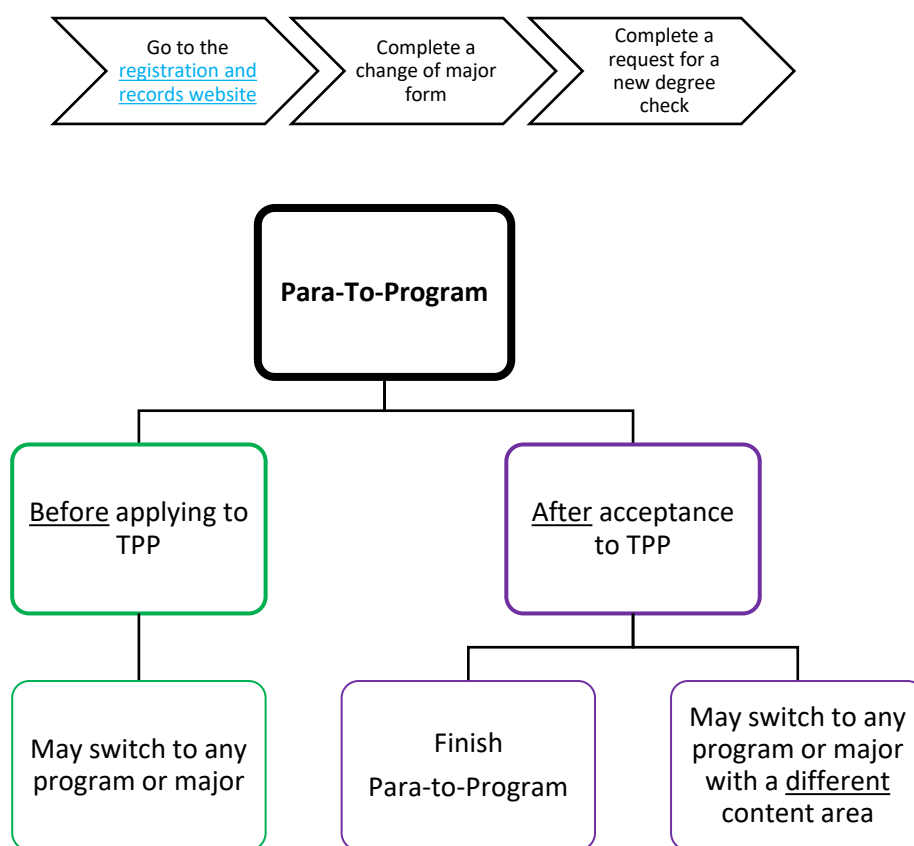 Go to the
registration and
records website
Complete a
change of major
form
Complete a
request for a
new degree
check
Para-To-Program
Before applying to
TPP
After acceptance
to TPP
May switch to any
program or major
Finish
Para-to-Program
May switch to any
program or major
with a different
content area